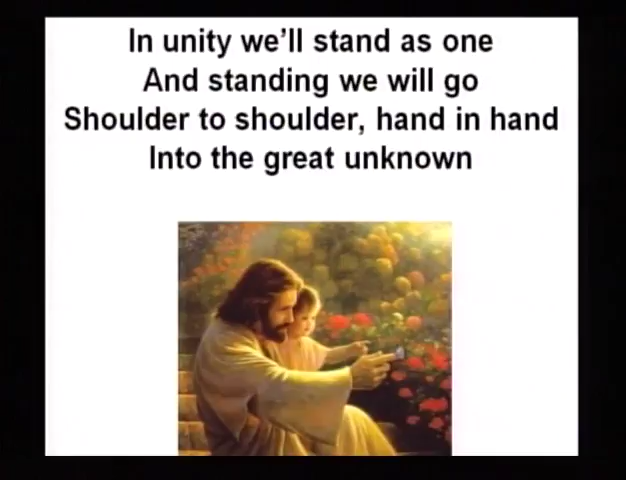 In unity we'll stand as one
And standing we will go
Shoulder to shoulder, hand in hand
Into the great unknown